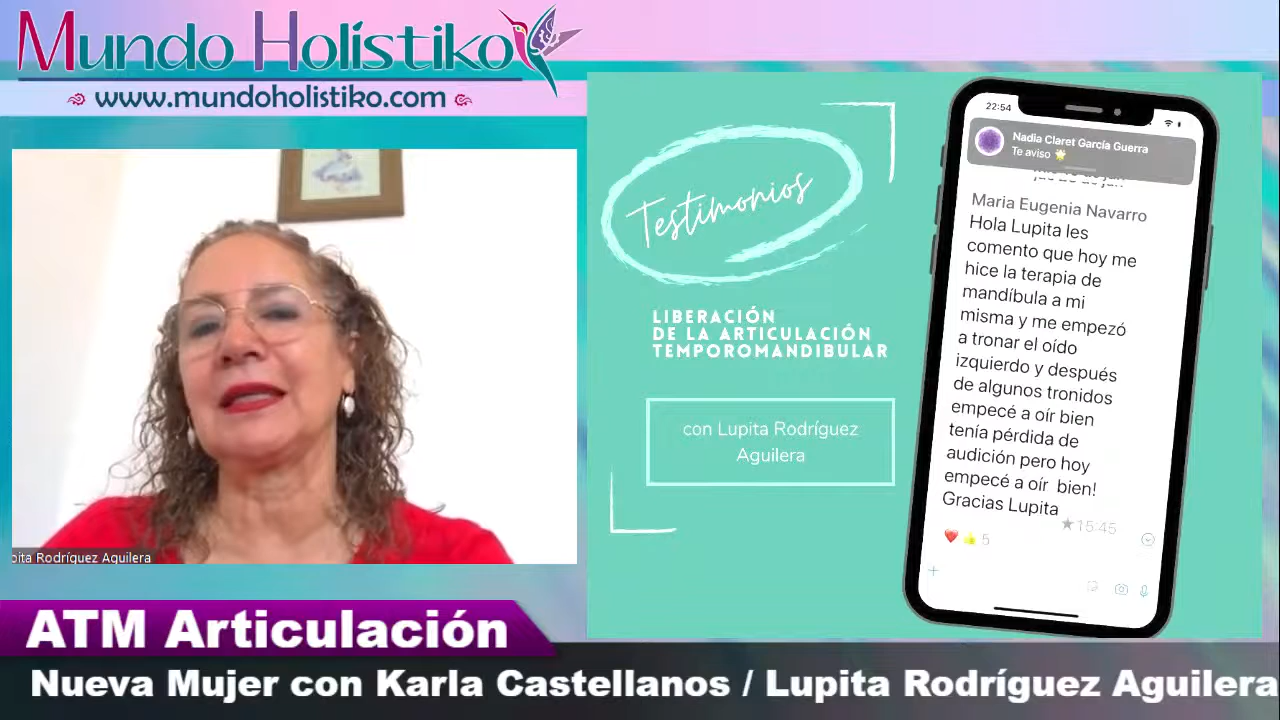 Mundo Holístiko
www.mundoholistiko.com
pita Rodríguez Aguilera
Testimonios
LIBERACIÓN
DE LA ARTICULACIÓN
TEMPOROMANDIBULAR
con Lupita Rodríguez
Aguilera
22:54
Nadia Claret García Guerra
Te aviso 🌟
Maria Eugenia Navarro
Hola Lupita les
comento que hoy me
hice la terapia de
mandíbula a mi
misma y me empezó
a tronar el oído
izquierdo y después
de algunos tronidos
empecé a oír bien
tenía pérdida de
audición pero hoy
empecé a oír bien!
Gracias Lupita
★15:45
❤️👍 5
ATM Articulación
Nueva Mujer con Karla Castellanos / Lupita Rodríguez Aguilera